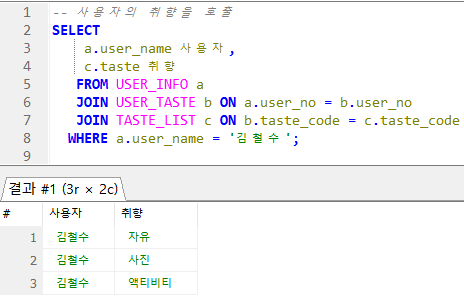 1 -- 사용자의 취향을 호출
2 SELECT
3 a.user_name 사용자,
4 c.taste 취향
5 FROM USER_INFO a
6 JOIN USER_TASTE b ON a.user_no = b.user_no
7 JOIN TASTE_LIST c ON b.taste_code = c.taste_code
8 WHERE a.user_name = '김철수';
9
결과 #1 (3r × 2c)
# 사용자 취향
1 김철수 자유
2 김철수 사진
3 김철수 액티비티